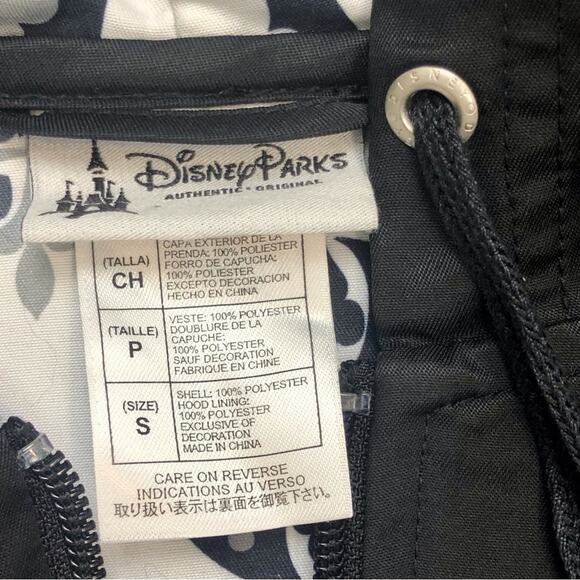 DISNEY
Disney Parks
AUTHENTIC • ORIGINAL
(TALLA)
CH
CAPA EXTERIOR DE LA
PRENDA: 100% POLIESTER
FORRO DE CAPUCHA:
100% POLIESTER
EXCEPTO DECORACION
HECHO EN CHINA
(TAILLE)
P
VESTE: 100% POLYESTER
DOUBLURE DE LA
CAPUCHE:
100% POLYESTER
SAUF DECORATION
FABRIQUE EN CHINE
(SIZE)
S
SHELL: 100% POLYESTER
HOOD LINING:
100% POLYESTER
EXCLUSIVE OF
DECORATION
MADE IN CHINA
CARE ON REVERSE
INDICATIONS AU VERSO
取り扱い表示は裏面を御覧下さい。